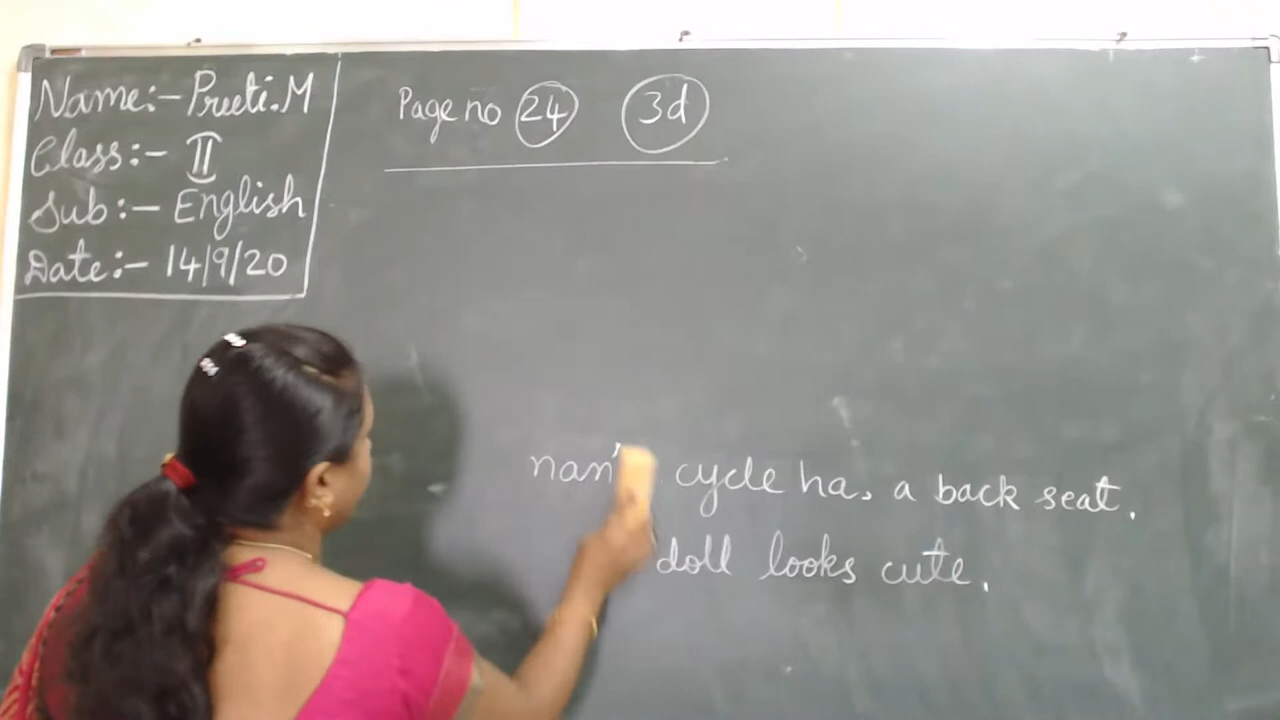 Name:- Preeti.M
Class:- II
Sub:- English
Date:- 14/9/20
Page no 24 3d
cycle has a back seat.
doll looks cute.